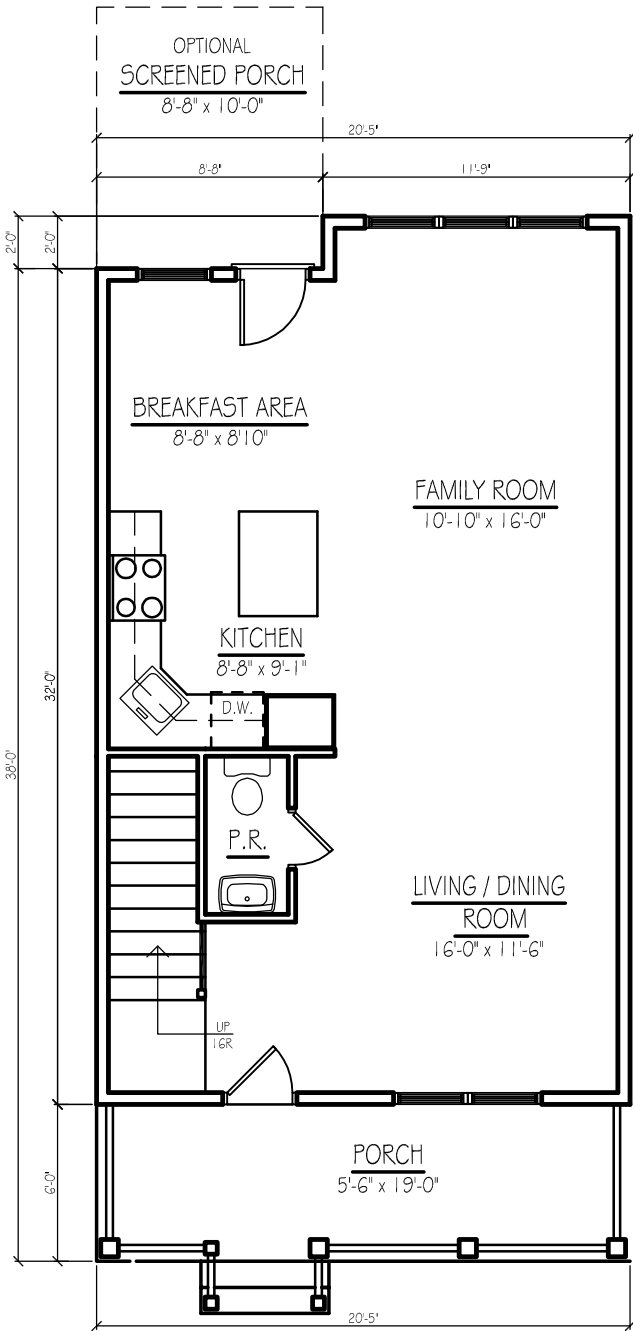 OPTIONAL
SCREENED PORCH
8'-8" x 10'-0"
20'-5"
8'-8"
11'-9"
2'-0"
2'-0"
BREAKFAST AREA
8'-8" x 8'10"
FAMILY ROOM
10'-10" x 16'-0"
KITCHEN
8'-8" x 9'-1"
32'-0"
D.W.
38'-0"
P.R.
LIVING / DINING
ROOM
16'-0" x 11'-6"
UP
16R
PORCH
5'-6" x 19'-0"
6'-0"
20'-5"